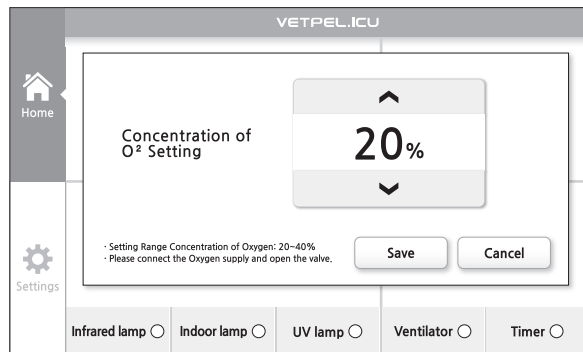 VETPEL.ICU
Home
Concentration of
O² Setting
20%
· Setting Range Concentration of Oxygen: 20~40%
· Please connect the Oxygen supply and open the valve.
Save
Cancel
Settings
Infrared lamp
Indoor lamp
UV lamp
Ventilator
Timer